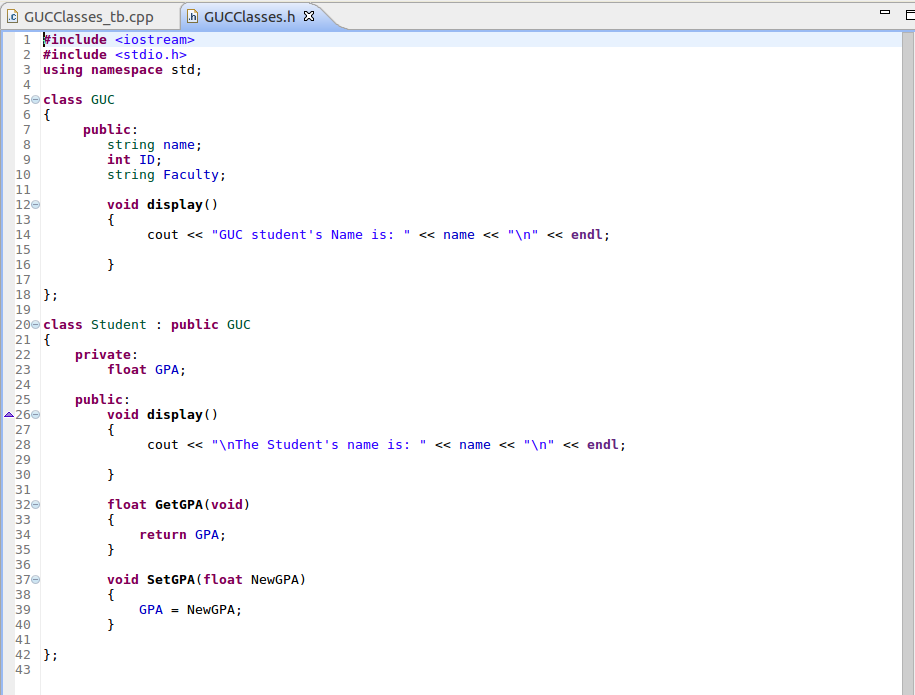 GUCClasses_tb.cpp GUCClasses.h
1 #include <iostream>
2 #include <stdio.h>
3 using namespace std;
4
5 class GUC
6 {
7      public:
8         string name;
9         int ID;
10         string Faculty;
11
12         void display()
13         {
14              cout << "GUC student's Name is: " << name << "\n" << endl;
15
16         }
17
18 };
19
20 class Student : public GUC
21 {
22     private:
23         float GPA;
24
25     public:
26         void display()
27         {
28              cout << "\nThe Student's name is: " << name << "\n" << endl;
29
30         }
31
32         float GetGPA(void)
33         {
34             return GPA;
35         }
36
37         void SetGPA(float NewGPA)
38         {
39             GPA = NewGPA;
40         }
41
42 };
43